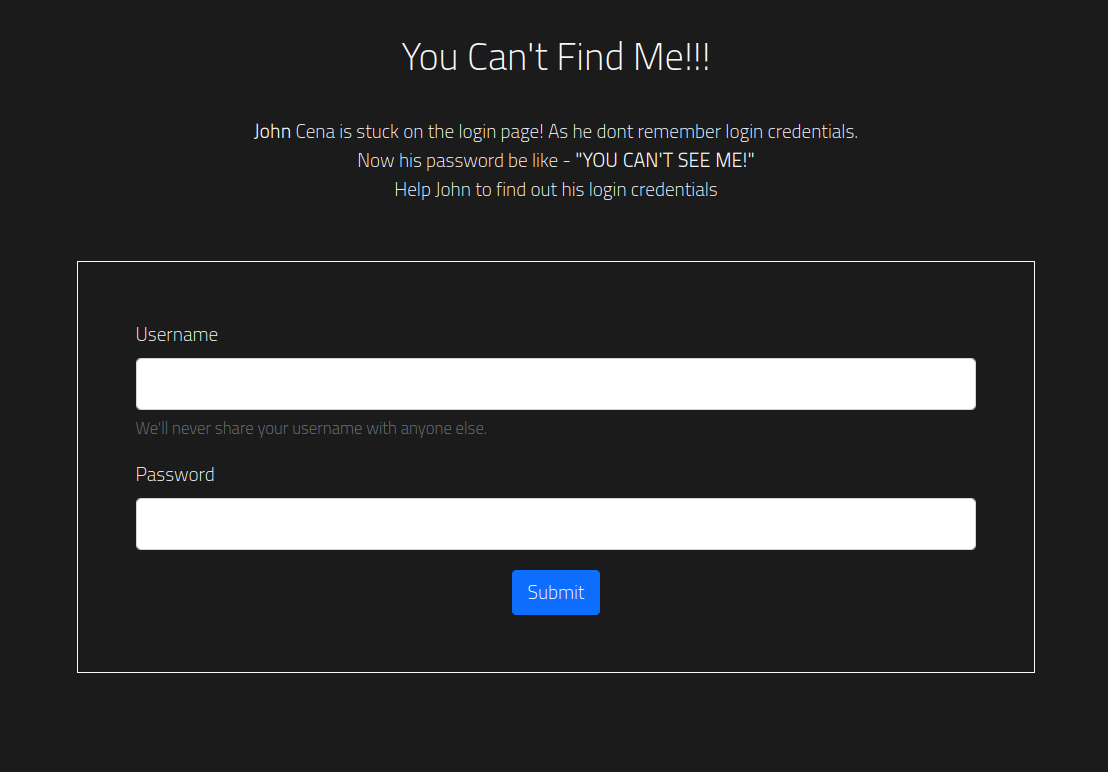 You Can't Find Me!!!
John Cena is stuck on the login page! As he dont remember login credentials.
Now his password be like - "YOU CAN'T SEE ME!"
Help John to find out his login credentials
Username
We'll never share your username with anyone else.
Password
Submit